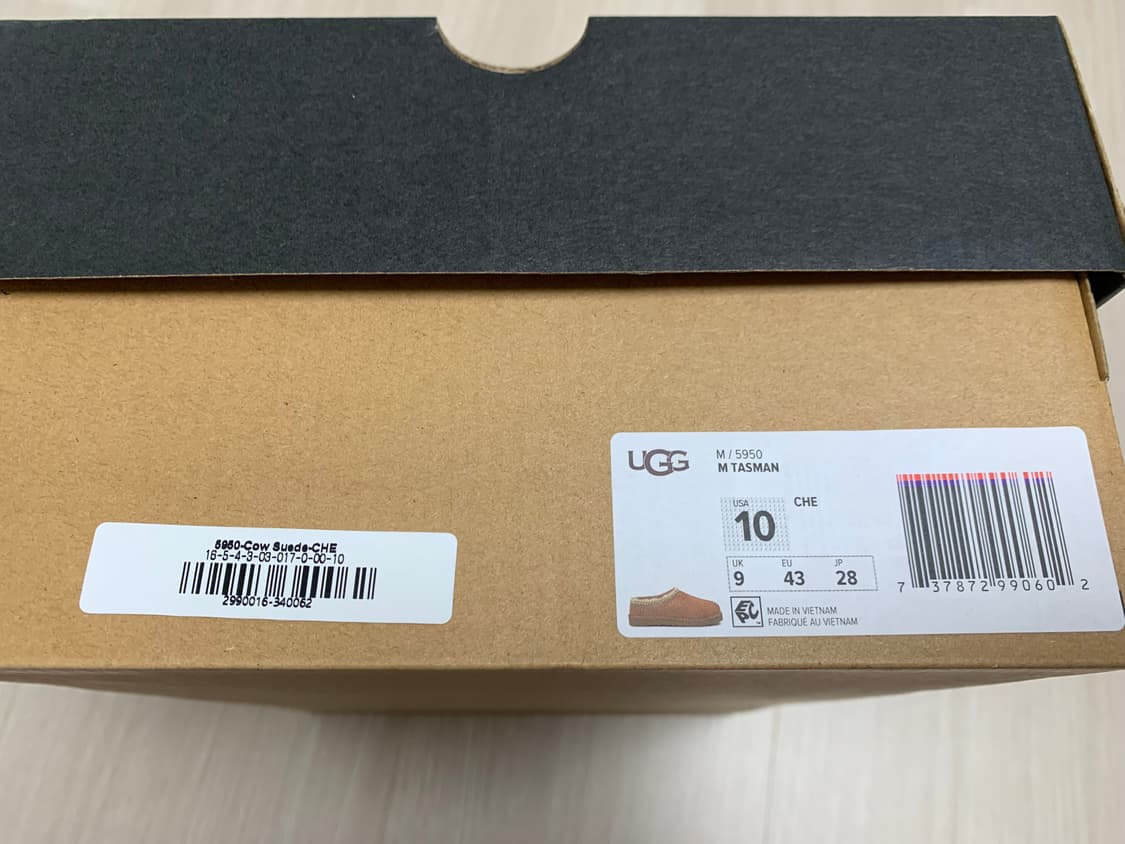 5950-Cow Suede-CHE
16-5-4-3-03-017-0-00-10
2990016-340062
UGG
M / 5950
M TASMAN
USA
10
CHE
UK EU JP
9 43 28
EPC
MADE IN VIETNAM
FABRIQUÉ AU VIETNAM
7 37872 99060 2